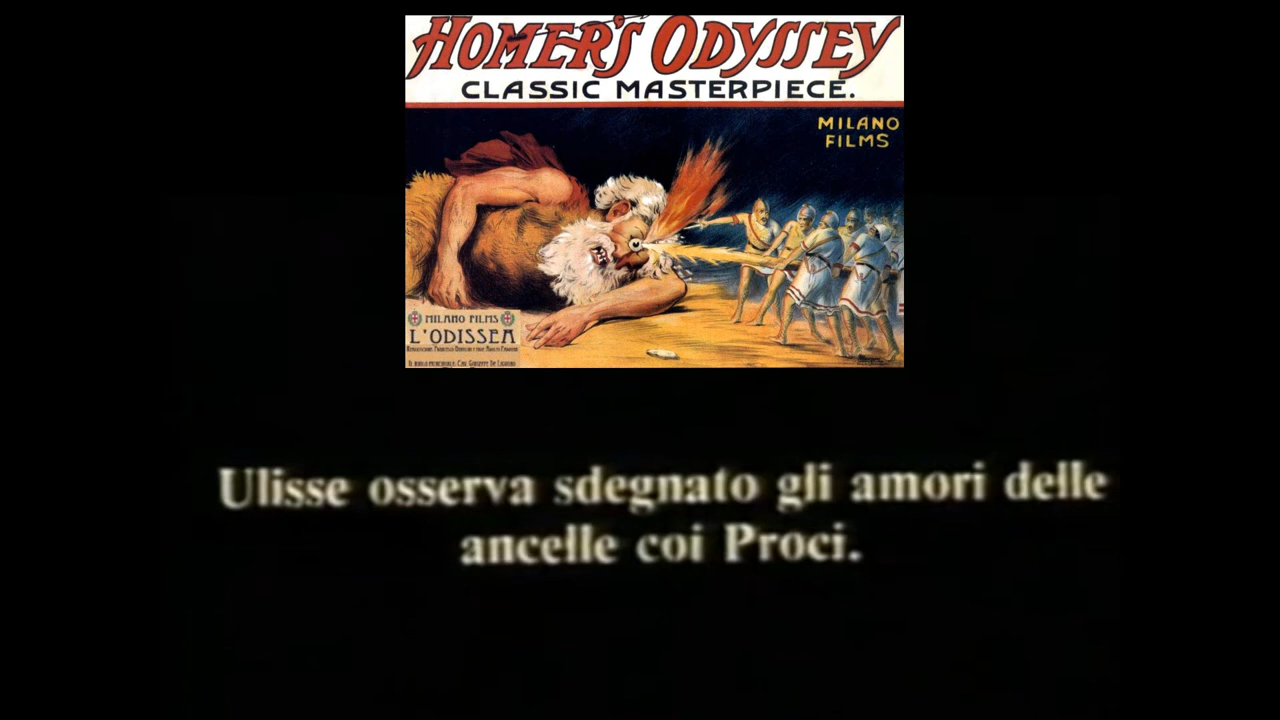 HOMER'S ODYSSEY
CLASSIC MASTERPIECE.
MILANO
FILMS
MILANO FILMS
L'ODISSEA
Ulisse osserva sdegnato gli amori delle
ancelle coi Proci.